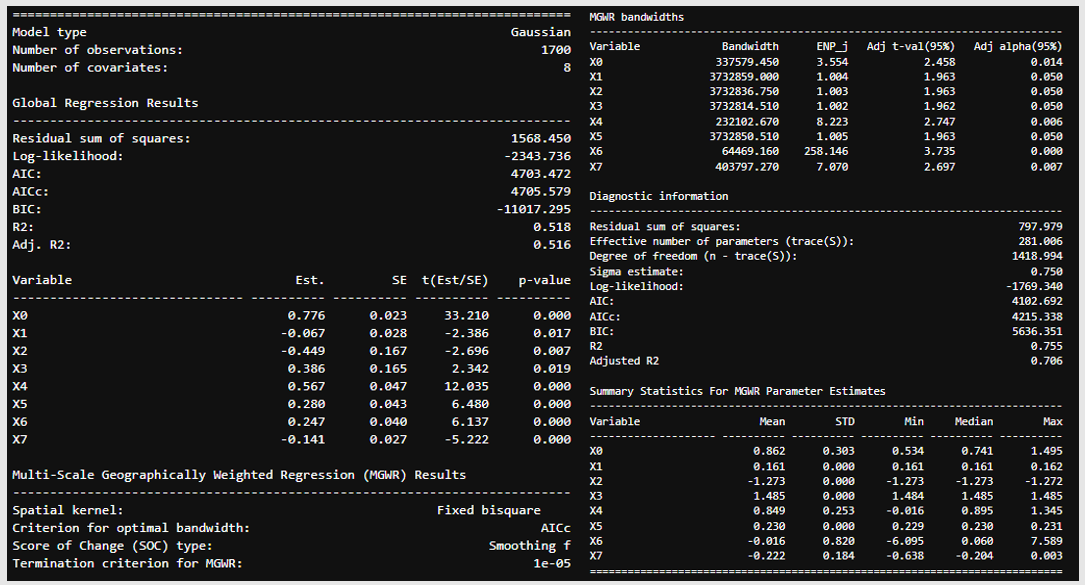 ===========================================================================
Model type                                                         Gaussian
Number of observations:                                                1700
Number of covariates:                                                     8
Global Regression Results
---------------------------------------------------------------------------
Residual sum of squares:                                           1568.450
Log-likelihood:                                                   -2343.736
AIC:                                                               4703.472
AICc:                                                              4705.579
BIC:                                                             -11017.295
R2:                                                                   0.518
Adj. R2:                                                              0.516
Variable                              Est.         SE  t(Est/SE)    p-value
------------------------------- ---------- ---------- ---------- ----------
X0                                   0.776      0.023     33.210      0.000
X1                                  -0.067      0.028     -2.386      0.017
X2                                  -0.449      0.167     -2.696      0.007
X3                                   0.386      0.165      2.342      0.019
X4                                   0.567      0.047     12.035      0.000
X5                                   0.280      0.043      6.480      0.000
X6                                   0.247      0.040      6.137      0.000
X7                                  -0.141      0.027     -5.222      0.000
Multi-Scale Geographically Weighted Regression (MGWR) Results
---------------------------------------------------------------------------
Spatial kernel:                                          Fixed bisquare
Criterion for optimal bandwidth:                                       AICc
Score of Change (SOC) type:                                     Smoothing f
Termination criterion for MGWR:                                       1e-05
MGWR bandwidths
---------------------------------------------------------------------------
Variable             Bandwidth      ENP_j   Adj t-val(95%)   Adj alpha(95%)
X0                  337579.450      3.554            2.458            0.014
X1                 3732859.000      1.004            1.963            0.050
X2                 3732836.750      1.003            1.963            0.050
X3                 3732814.510      1.002            1.962            0.050
X4                  232102.670      8.223            2.747            0.006
X5                 3732850.510      1.005            1.963            0.050
X6                   64469.160    258.146            3.735            0.000
X7                  403797.270      7.070            2.697            0.007
Diagnostic information
---------------------------------------------------------------------------
Residual sum of squares:                                            797.979
Effective number of parameters (trace(S)):                          281.006
Degree of freedom (n - trace(S)):                                  1418.994
Sigma estimate:                                                       0.750
Log-likelihood:                                                   -1769.340
AIC:                                                               4102.692
AICc:                                                              4215.338
BIC:                                                               5636.351
R2                                                                    0.755
Adjusted R2                                                           0.706
Summary Statistics For MGWR Parameter Estimates
---------------------------------------------------------------------------
Variable                   Mean        STD        Min     Median        Max
-------------------- ---------- ---------- ---------- ---------- ----------
X0                        0.862      0.303      0.534      0.741      1.495
X1                        0.161      0.000      0.161      0.161      0.162
X2                       -1.273      0.000     -1.273     -1.273     -1.272
X3                        1.485      0.000      1.484      1.485      1.485
X4                        0.849      0.253     -0.016      0.895      1.345
X5                        0.230      0.000      0.229      0.230      0.231
X6                       -0.016      0.820     -6.095      0.060      7.589
X7                       -0.222      0.184     -0.638     -0.204      0.003
===========================================================================